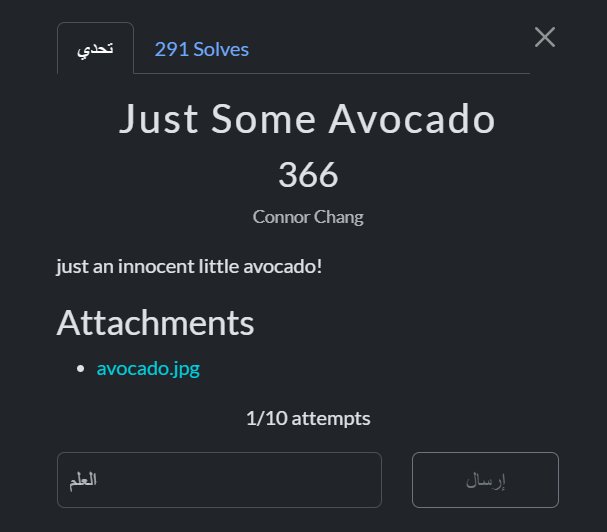 تحدي
291 Solves
Just Some Avocado
366
Connor Chang
just an innocent little avocado!
Attachments
avocado.jpg
1/10 attempts
العلم
إرسال